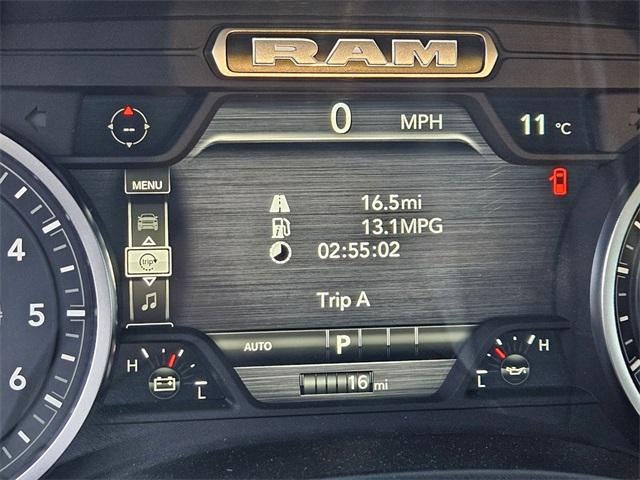 RAM
0 MPH
11 °C
--
MENU
16.5mi
13.1MPG
trip
02:55:02
Trip A
4
5
6
AUTO P
H
L
16 mi
H
L